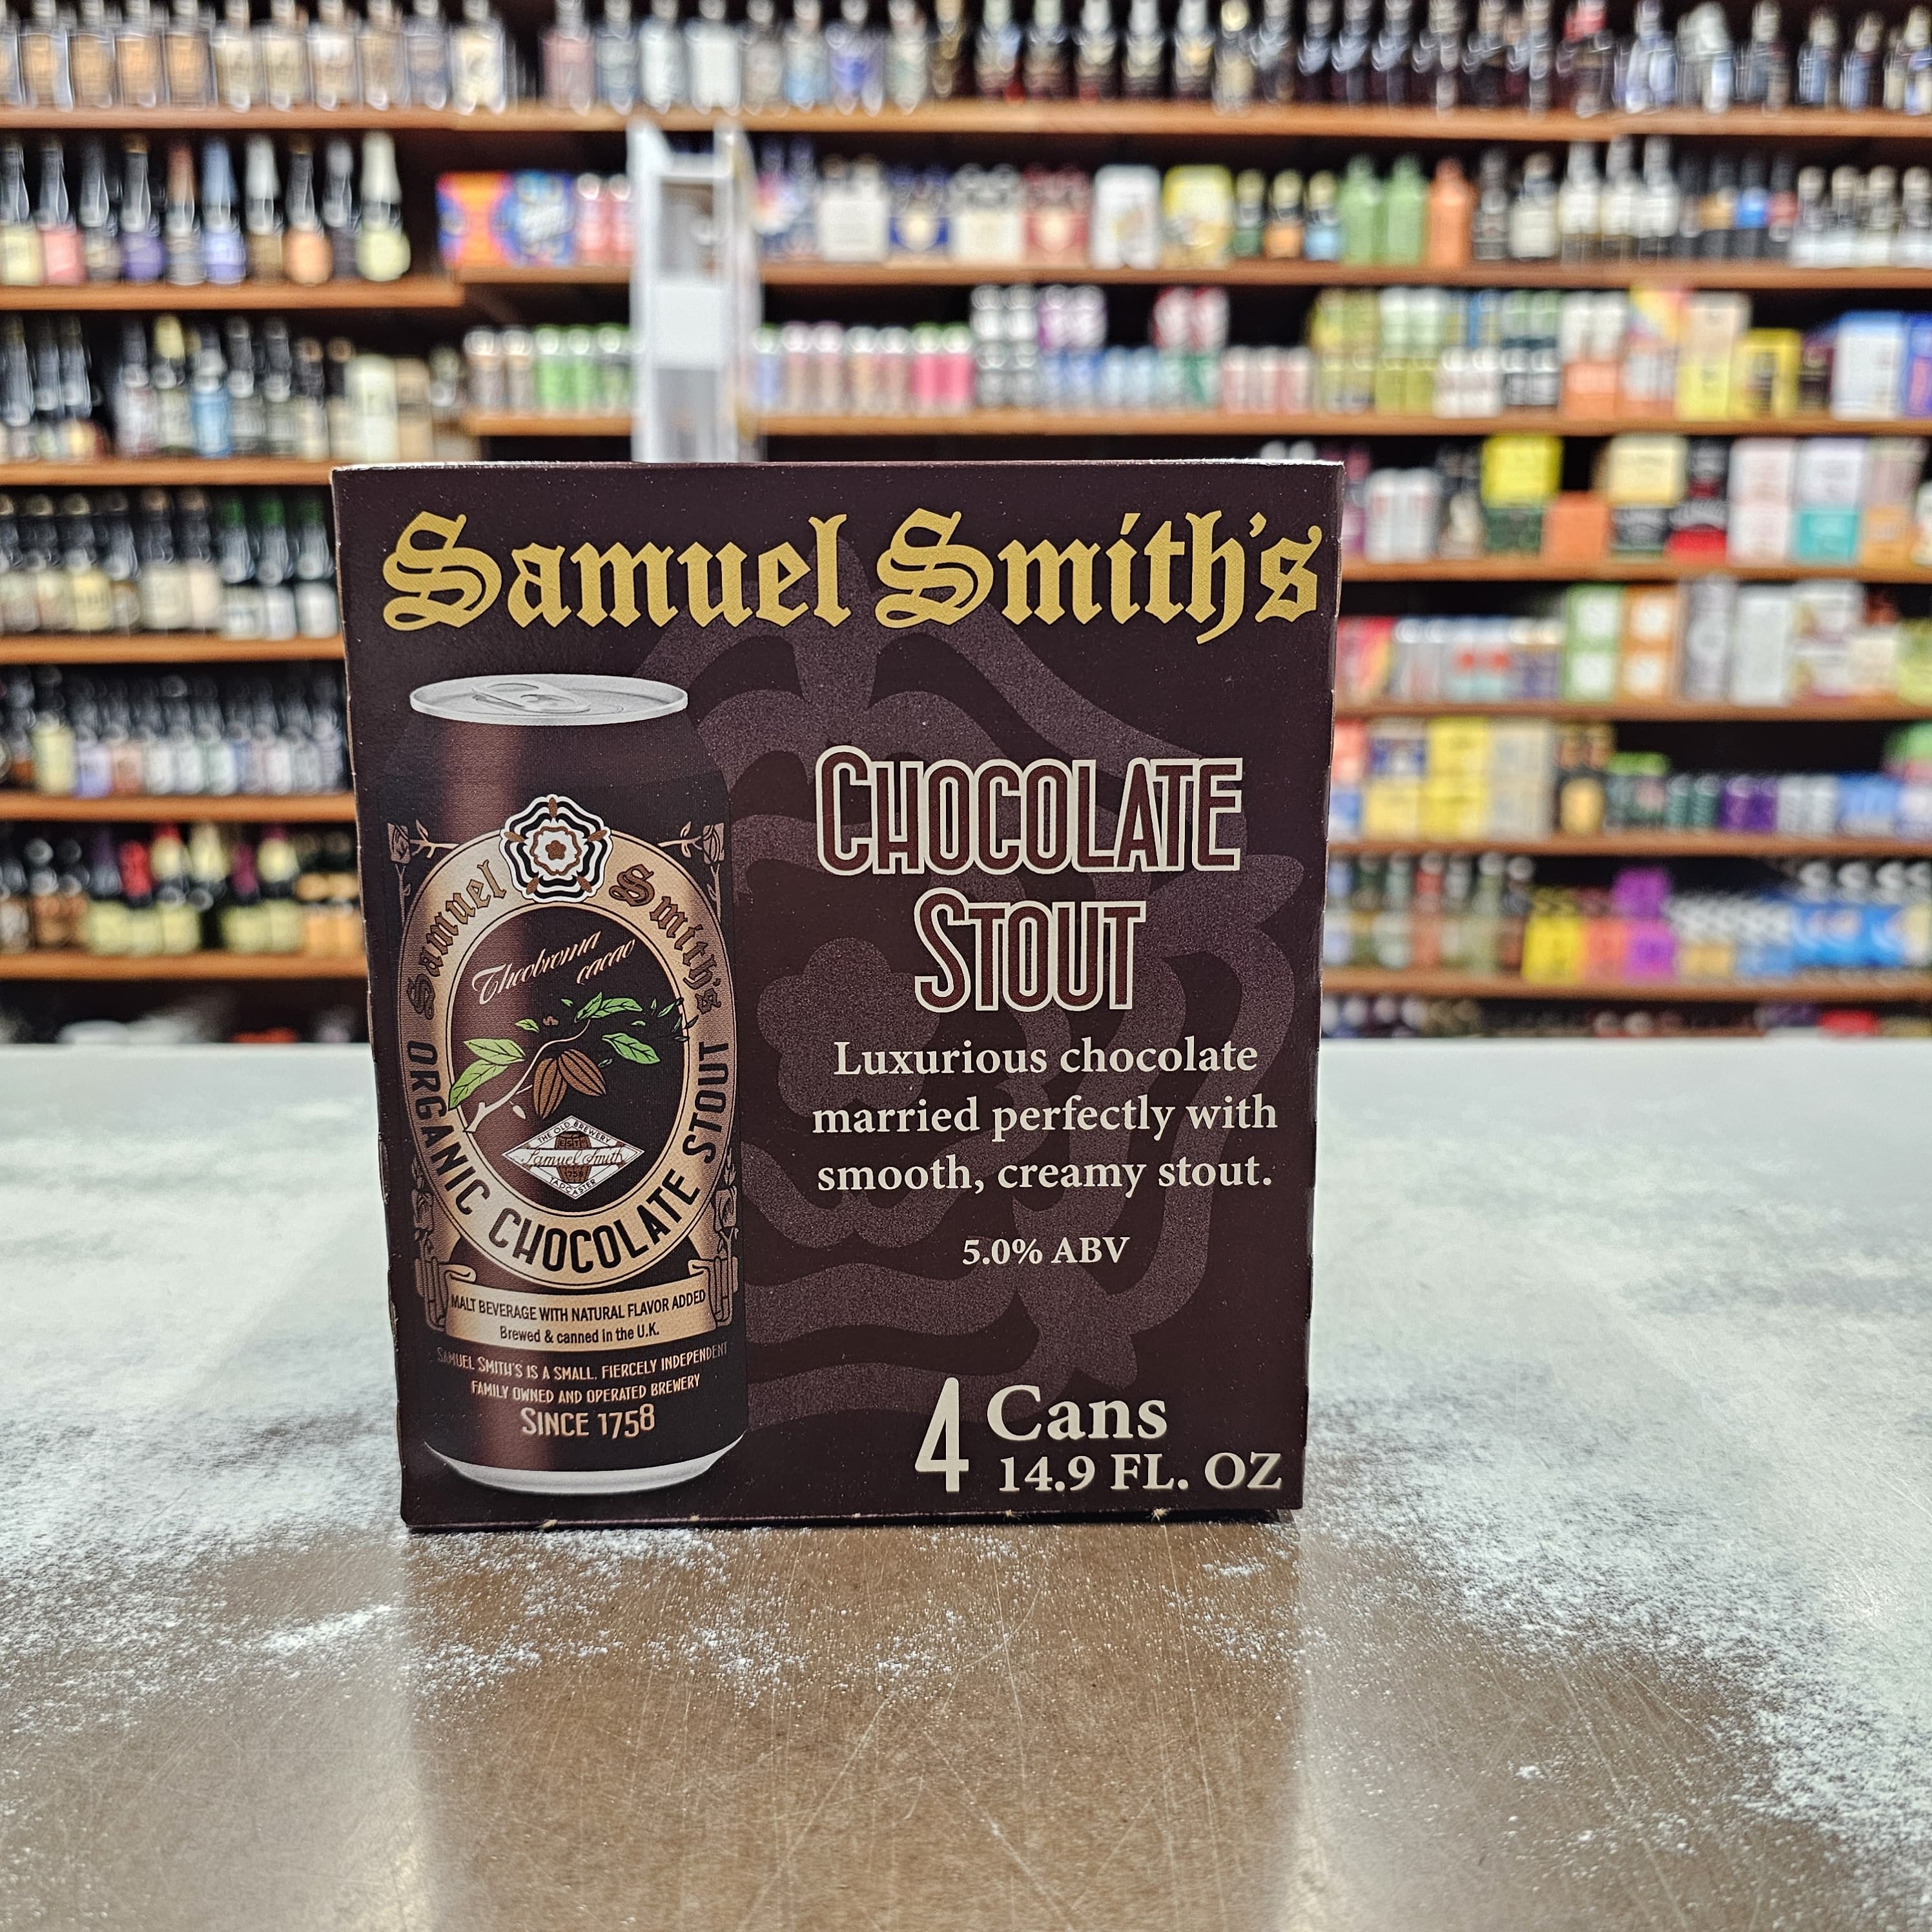 Samuel Smith's
Samuel Smith's
Theobroma
cacao
THE OLD BREWERY
Samuel Smith
TADCASTER
ORGANIC CHOCOLATE STOUT
MALT BEVERAGE WITH NATURAL FLAVOR ADDED
Brewed & canned in the U.K.
SAMUEL SMITH'S IS A SMALL, FIERCELY INDEPENDENT
FAMILY OWNED AND OPERATED BREWERY
SINCE 1758
CHOCOLATE
STOUT
Luxurious chocolate
married perfectly with
smooth, creamy stout.
5.0% ABV
4 Cans
14.9 FL. OZ